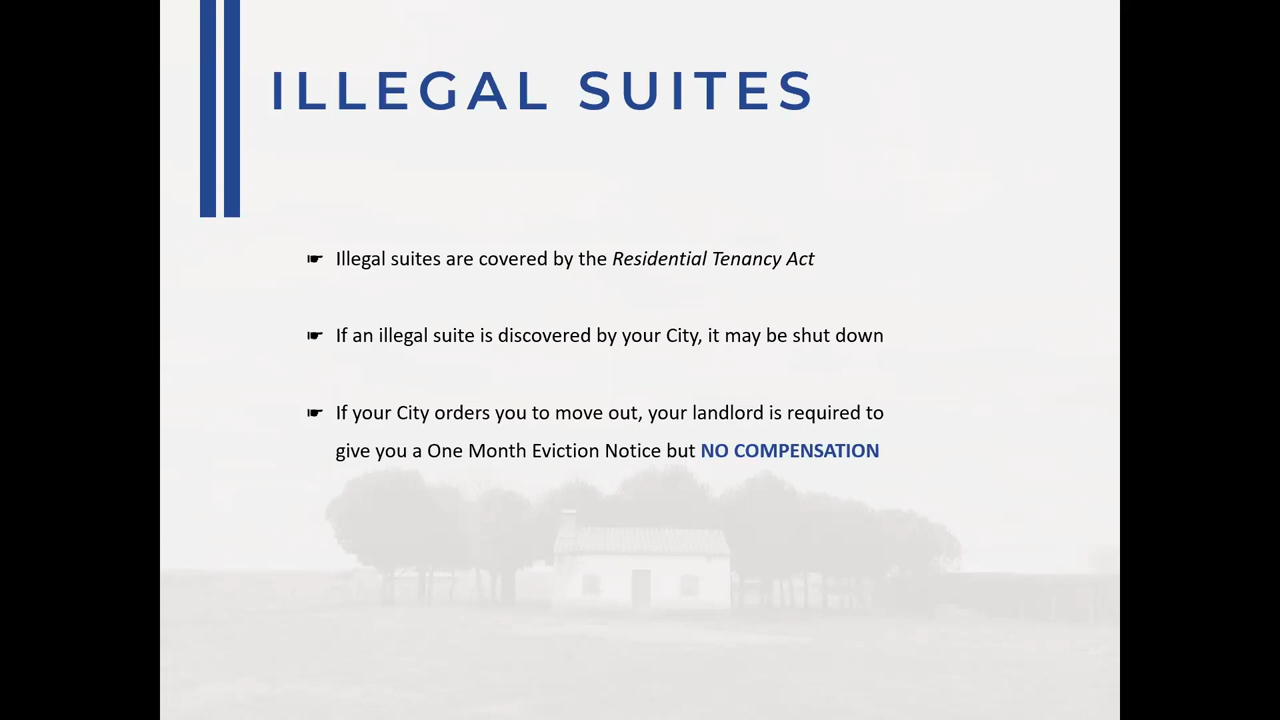 ILLEGAL SUITES
☛ Illegal suites are covered by the Residential Tenancy Act
☛ If an illegal suite is discovered by your City, it may be shut down
☛ If your City orders you to move out, your landlord is required to
give you a One Month Eviction Notice but NO COMPENSATION